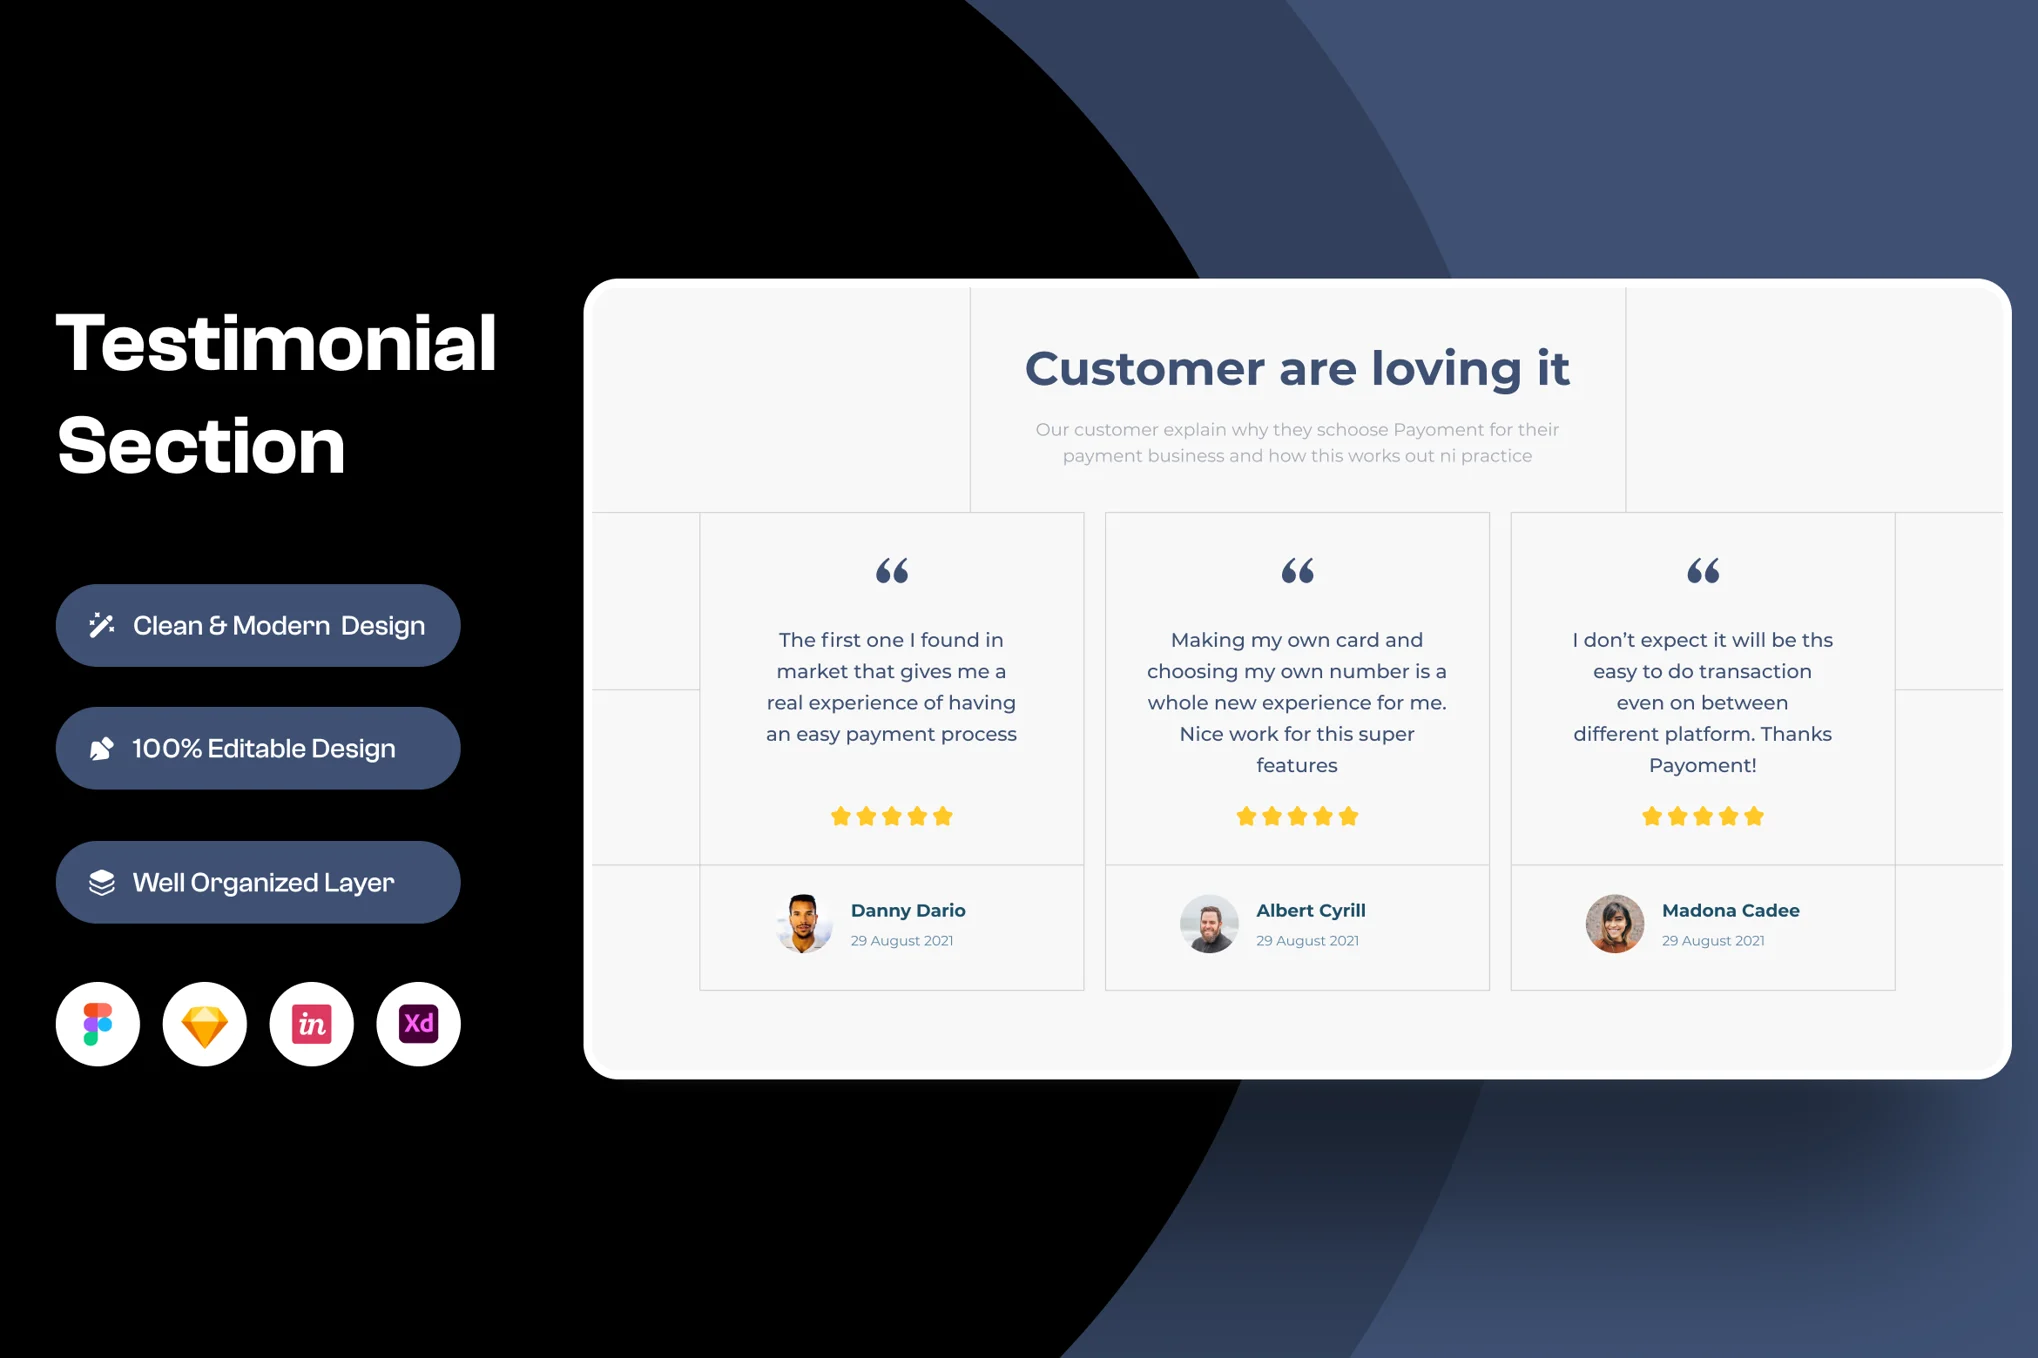 Testimonial
Section
Clean & Modern Design
100% Editable Design
Well Organized Layer
in
Xd
Customer are loving it
Our customer explain why they schoose Payoment for their
payment business and how this works out ni practice
“
The first one I found in
market that gives me a
real experience of having
an easy payment process
Danny Dario
29 August 2021
“
Making my own card and
choosing my own number is a
whole new experience for me.
Nice work for this super
features
Albert Cyrill
29 August 2021
“
I don’t expect it will be ths
easy to do transaction
even on between
different platform. Thanks
Payoment!
Madona Cadee
29 August 2021